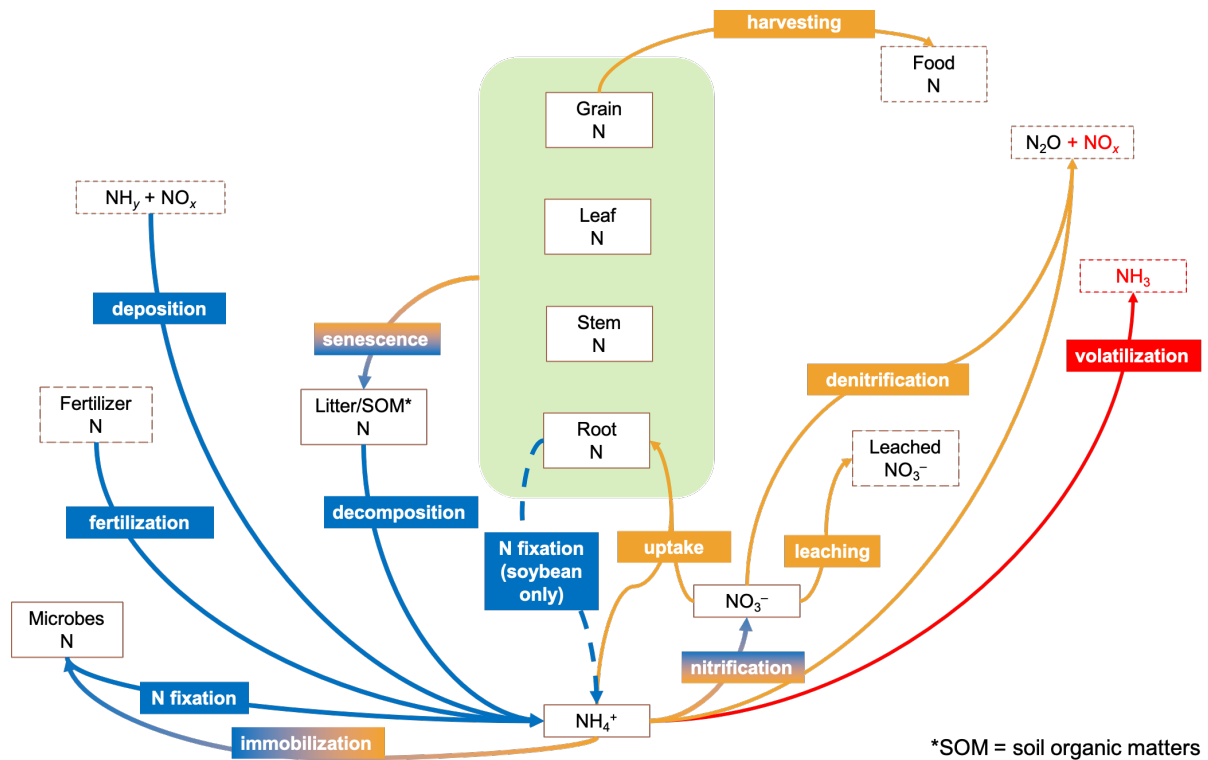 harvesting
Food
N
Grain
N
N₂O + NOₓ
NHy + NOₓ
Leaf
N
NH₃
deposition
Stem
N
senescence
volatilization
denitrification
Fertilizer
N
Litter/SOM*
N
Root
N
Leached
NO₃⁻
fertilization
decomposition
N fixation
(soybean
only)
uptake
leaching
NO₃⁻
Microbes
N
nitrification
N fixation
NH₄⁺
immobilization
*SOM = soil organic matters